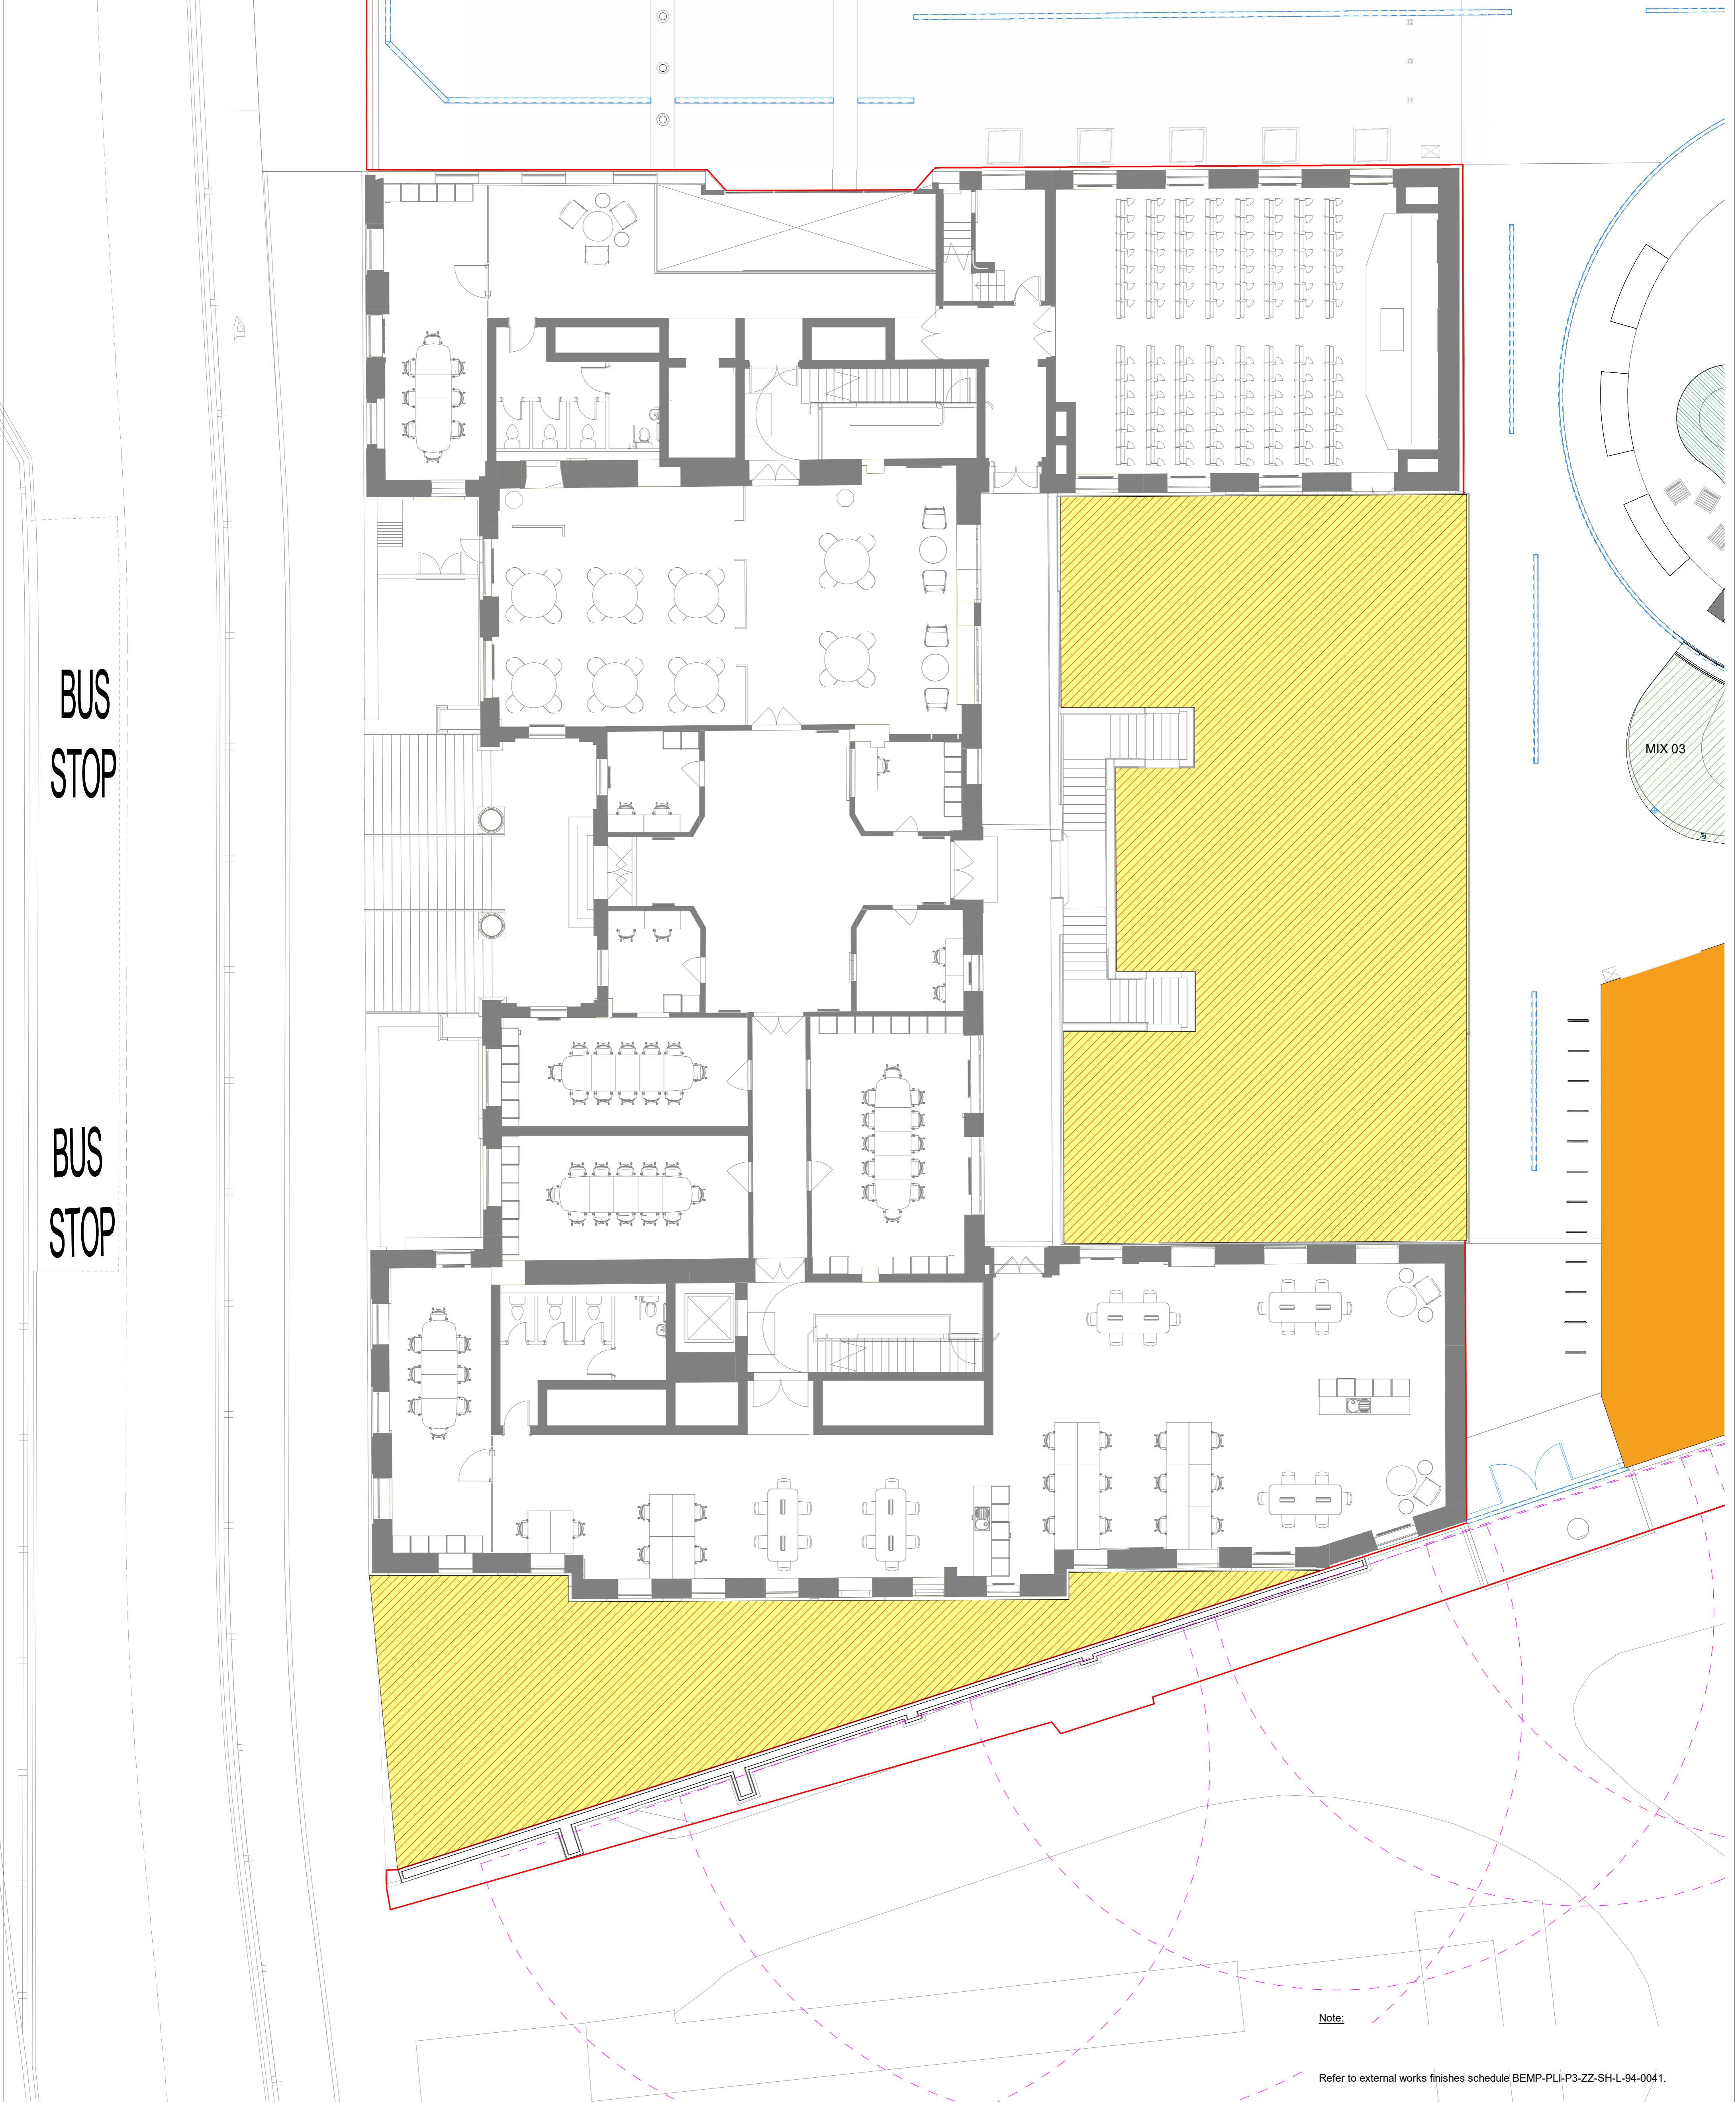 BUS
STOP
MIX 03
BUS
STOP
Note:
Refer to external works finishes schedule BEMP-PLI-P3-ZZ-SH-L-94-0041.